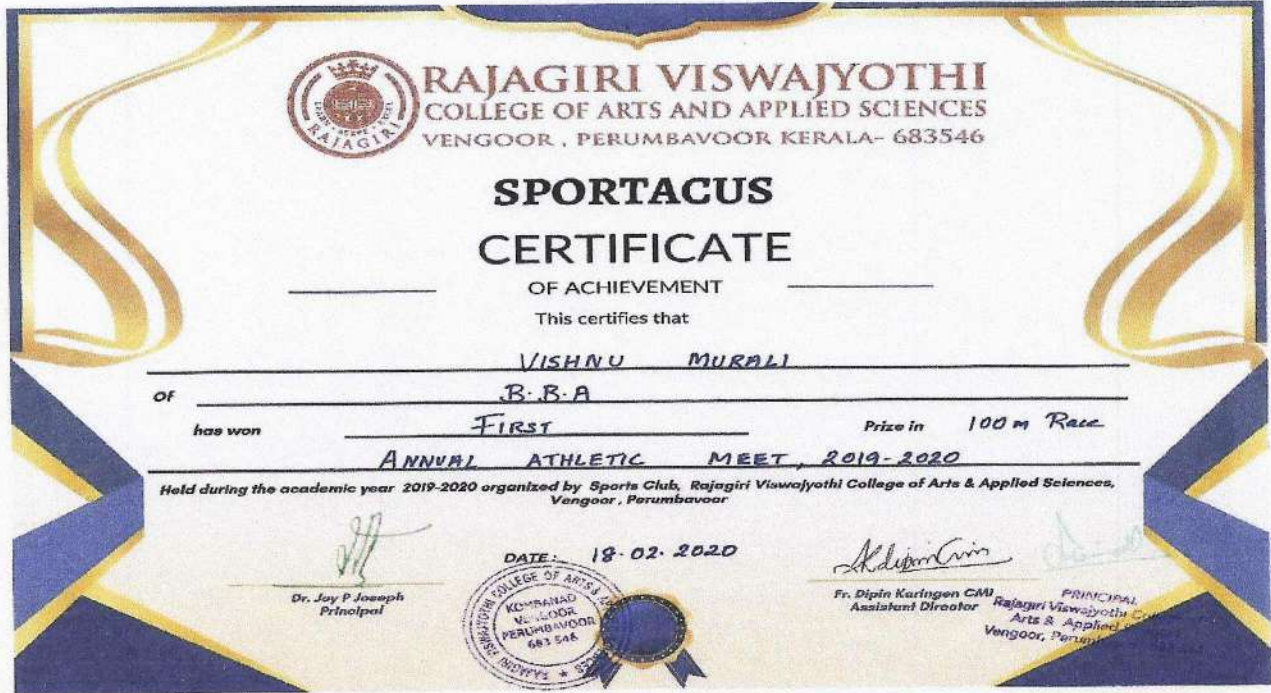 RAJAGIRI VISWAJYOTHI
COLLEGE OF ARTS AND APPLIED SCIENCES
VENGOOR , PERUMBAVOOR KERALA- 683546
RAJAGIRI
SPORTACUS
CERTIFICATE
OF ACHIEVEMENT
This certifies that
VISHNU MURALI
OF B.B.A
has won FIRST Prize in 100 m Race
ANNUAL ATHLETIC MEET, 2019-2020
Held during the academic year 2019-2020 organized by Sports Club, Rajagiri Viswajyothi College of Arts & Applied Sciences,
Vengoor, Perumbavoor
DATE: 18.02.2020
Dr. Joy P Joseph
Principal
KOMBANAD
VENGOOR
PERUMBAVOOR
683 546
Fr. Dipin Karingen CMI
Assistant Director
PRINCIPAL
Rajagiri Viswajyothi
Arts & Applied
Vengoor,